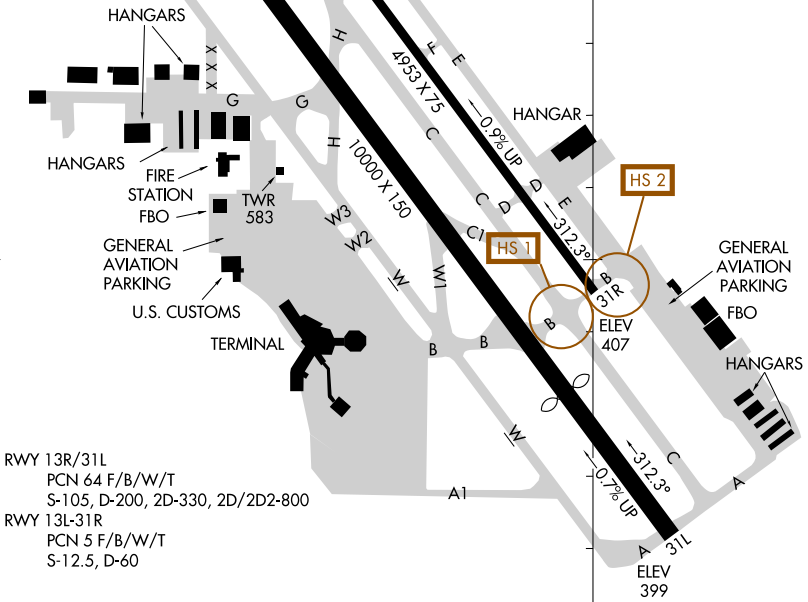 HANGARS
X
X
X
H
F
E
4953 X 75
G
G
C
H
0.9% UP
HANGAR
HANGARS
FIRE
STATION
FBO
TWR
583
10000 X 150
GENERAL
AVIATION
PARKING
U.S. CUSTOMS
TERMINAL
W3
W2
W
W1
C
D
D
E
C1
312.3°
HS 1
HS 2
B
31R
ELEV
407
B
B
B
GENERAL
AVIATION
PARKING
FBO
HANGARS
W
312.3°
0.7% UP
C
A
A1
A
31L
ELEV
399
RWY 13R/31L
PCN 64 F/B/W/T
S-105, D-200, 2D-330, 2D/2D2-800
RWY 13L-31R
PCN 5 F/B/W/T
S-12.5, D-60